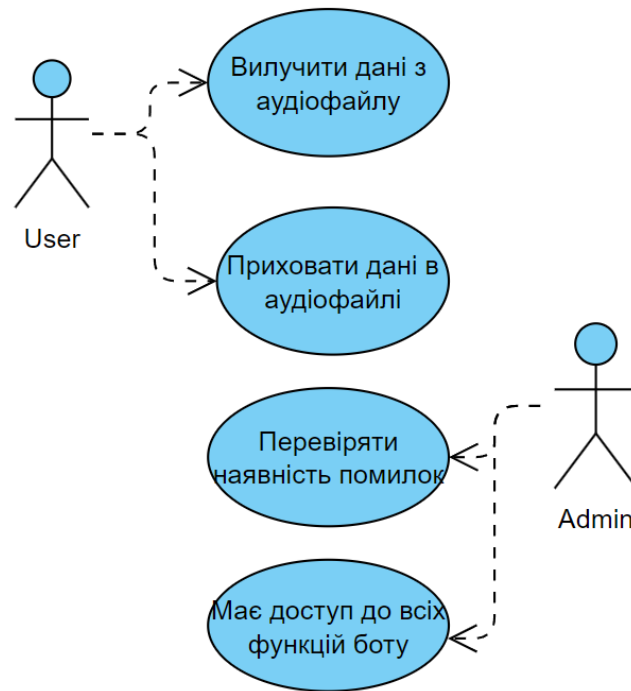 Вилучити дані з
аудіофайлу
User
Приховати дані в
аудіофайлі
Перевіряти
наявність помилок
Admin
Має доступ до всіх
функцій боту